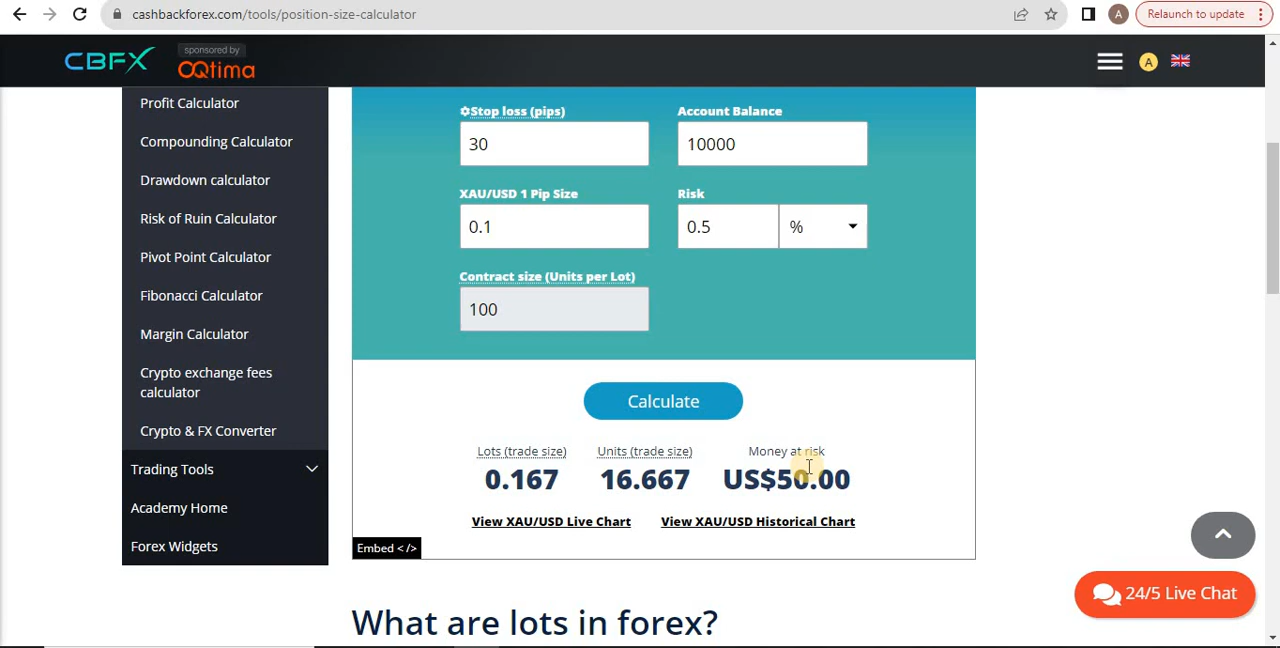 cashbackforex.com/tools/position-size-calculator
A
Relaunch to update
CBFX
sponsored by
OQtima
A
Profit Calculator
Compounding Calculator
Drawdown calculator
Risk of Ruin Calculator
Pivot Point Calculator
Fibonacci Calculator
Margin Calculator
Crypto exchange fees
calculator
Crypto & FX Converter
Trading Tools
Academy Home
Forex Widgets
Stop loss (pips)
Account Balance
30
10000
XAU/USD 1 Pip Size
Risk
0.1
0.5
%
Contract size (Units per Lot)
100
Calculate
Lots (trade size)
Units (trade size)
Money at risk
0.167
16.667
US$50.00
View XAU/USD Live Chart
View XAU/USD Historical Chart
Embed < />
24/5 Live Chat
What are lots in forex?